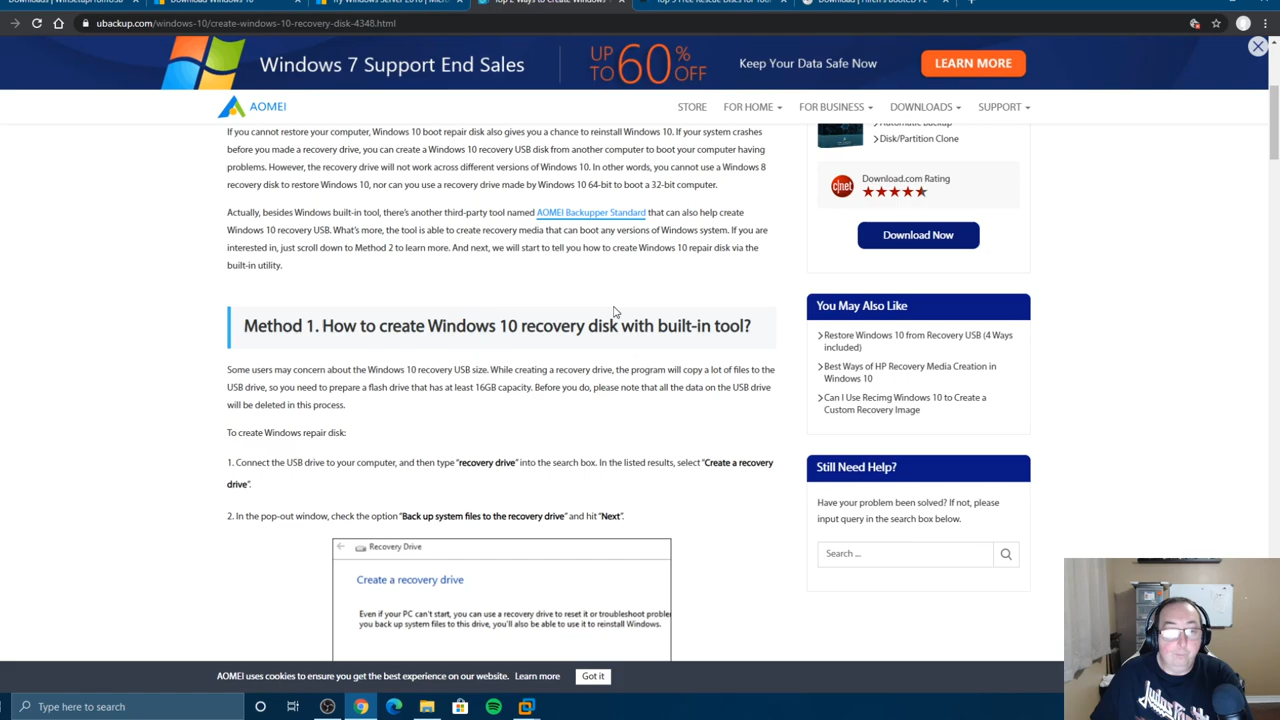 Download Windows 10
Try Windows Server 2016 | Micr
Top 2 Ways to Create Windows
Download | Hiren's BootCD PE
ubackup.com/windows-10/create-windows-10-recovery-disk-4348.html
Windows 7 Support End Sales
UP TO 60% OFF
Keep Your Data Safe Now
LEARN MORE
AOMEI
STORE
FOR HOME
FOR BUSINESS
DOWNLOADS
SUPPORT
If you cannot restore your computer, Windows 10 boot repair disk also gives you a chance to reinstall Windows 10. If your system crashes
before you made a recovery drive, you can create a Windows 10 recovery USB disk from another computer to boot your computer having
problems. However, the recovery drive will not work across different versions of Windows 10. In other words, you cannot use a Windows 8
recovery disk to restore Windows 10, nor can you use a recovery drive made by Windows 10 64-bit to boot a 32-bit computer.
Actually, besides Windows built-in tool, there's another third-party tool named AOMEI Backupper Standard that can also help create
Windows 10 recovery USB. What's more, the tool is able to create recovery media that can boot any versions of Windows system. If you are
interested in, just scroll down to Method 2 to learn more. And next, we will start to tell you how to create Windows 10 repair disk via the
built-in utility.
Method 1. How to create Windows 10 recovery disk with built-in tool?
Some users may concern about the Windows 10 recovery USB size. While creating a recovery drive, the program will copy a lot of files to the
USB drive, so you need to prepare a flash drive that has at least 16GB capacity. Before you do, please note that all the data on the USB drive
will be deleted in this process.
To create Windows repair disk:
1. Connect the USB drive to your computer, and then type "recovery drive" into the search box. In the listed results, select "Create a recovery
drive".
2. In the pop-out window, check the option "Back up system files to the recovery drive" and hit "Next".
Recovery Drive
Create a recovery drive
Even if your PC can't start, you can use a recovery drive to reset it or troubleshoot proble
you back up system files to this drive, you'll also be able to use it to reinstall Windows.
Automatic Backup
Disk/Partition Clone
c|net
Download.com Rating
Download Now
You May Also Like
Restore Windows 10 from Recovery USB (4 Ways
included)
Best Ways of HP Recovery Media Creation in
Windows 10
Can I Use Recimg Windows 10 to Create a
Custom Recovery Image
Still Need Help?
Have your problem been solved? If not, please
input query in the search box below.
Search ...
AOMEI uses cookies to ensure you get the best experience on our website. Learn more
Got it
Type here to search